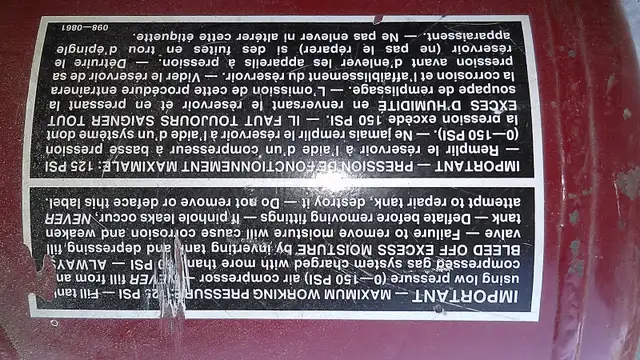 IMPORTANT — MAXIMUM WORKING PRESSURE: 125 PSI — Fill tank
using low pressure (0—150 PSI) air compressor — NEVER fill from an
compressed gas system charged with more than 150 PSI — ALWAYS
BLEED OFF EXCESS MOISTURE by inverting tank and depressing fill
valve — Failure to remove moisture will cause corrosion and weaken
tank — Deflate before removing fittings — If pinhole leaks occur, NEVER
attempt to repair tank, destroy it — Do not remove or deface this label.
IMPORTANT — PRESSION DE FONCTIONNEMENT MAXIMALE: 125 PSI
— Remplir le réservoir à l'aide d'un compresseur à basse pression
(0—150 PSI). — Ne jamais remplir le réservoir à l'aide d'un système dont
la pression excède 150 PSI. — IL FAUT TOUJOURS SAIGNER TOUT
EXCÈS D'HUMIDITÉ en renversant le réservoir et en pressant la
soupape de remplissage. — L'omission de cette procédure entraînera
la corrosion et l'affaiblissement du réservoir. — Vider le réservoir de sa
pression avant d'enlever les appareils à pression. — Détruire le
réservoir (ne pas le réparer) si des fuites en trou d'épingle
apparaissent. — Ne pas enlever ni altérer cette étiquette.
098-0861